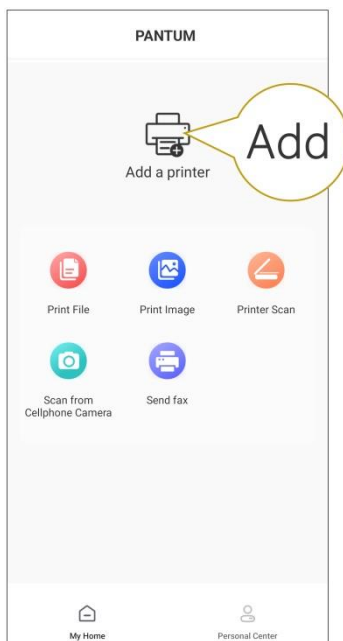 PANTUM
Add
Add a printer
Print File
Print Image
Printer Scan
Scan from
Cellphone Camera
Send fax
My Home
Personal Center